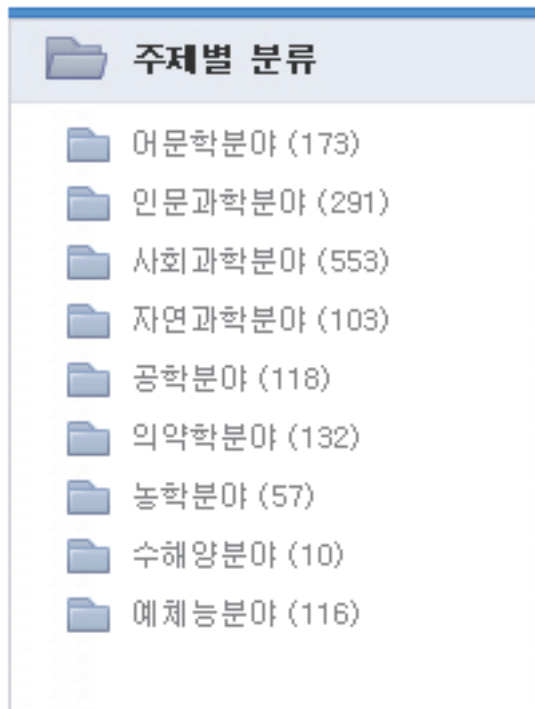 주제별 분류
어문학분야 (173)
인문과학분야 (291)
사회과학분야 (553)
자연과학분야 (103)
공학분야 (118)
의약학분야 (132)
농학분야 (57)
수해양분야 (10)
예체능분야 (116)